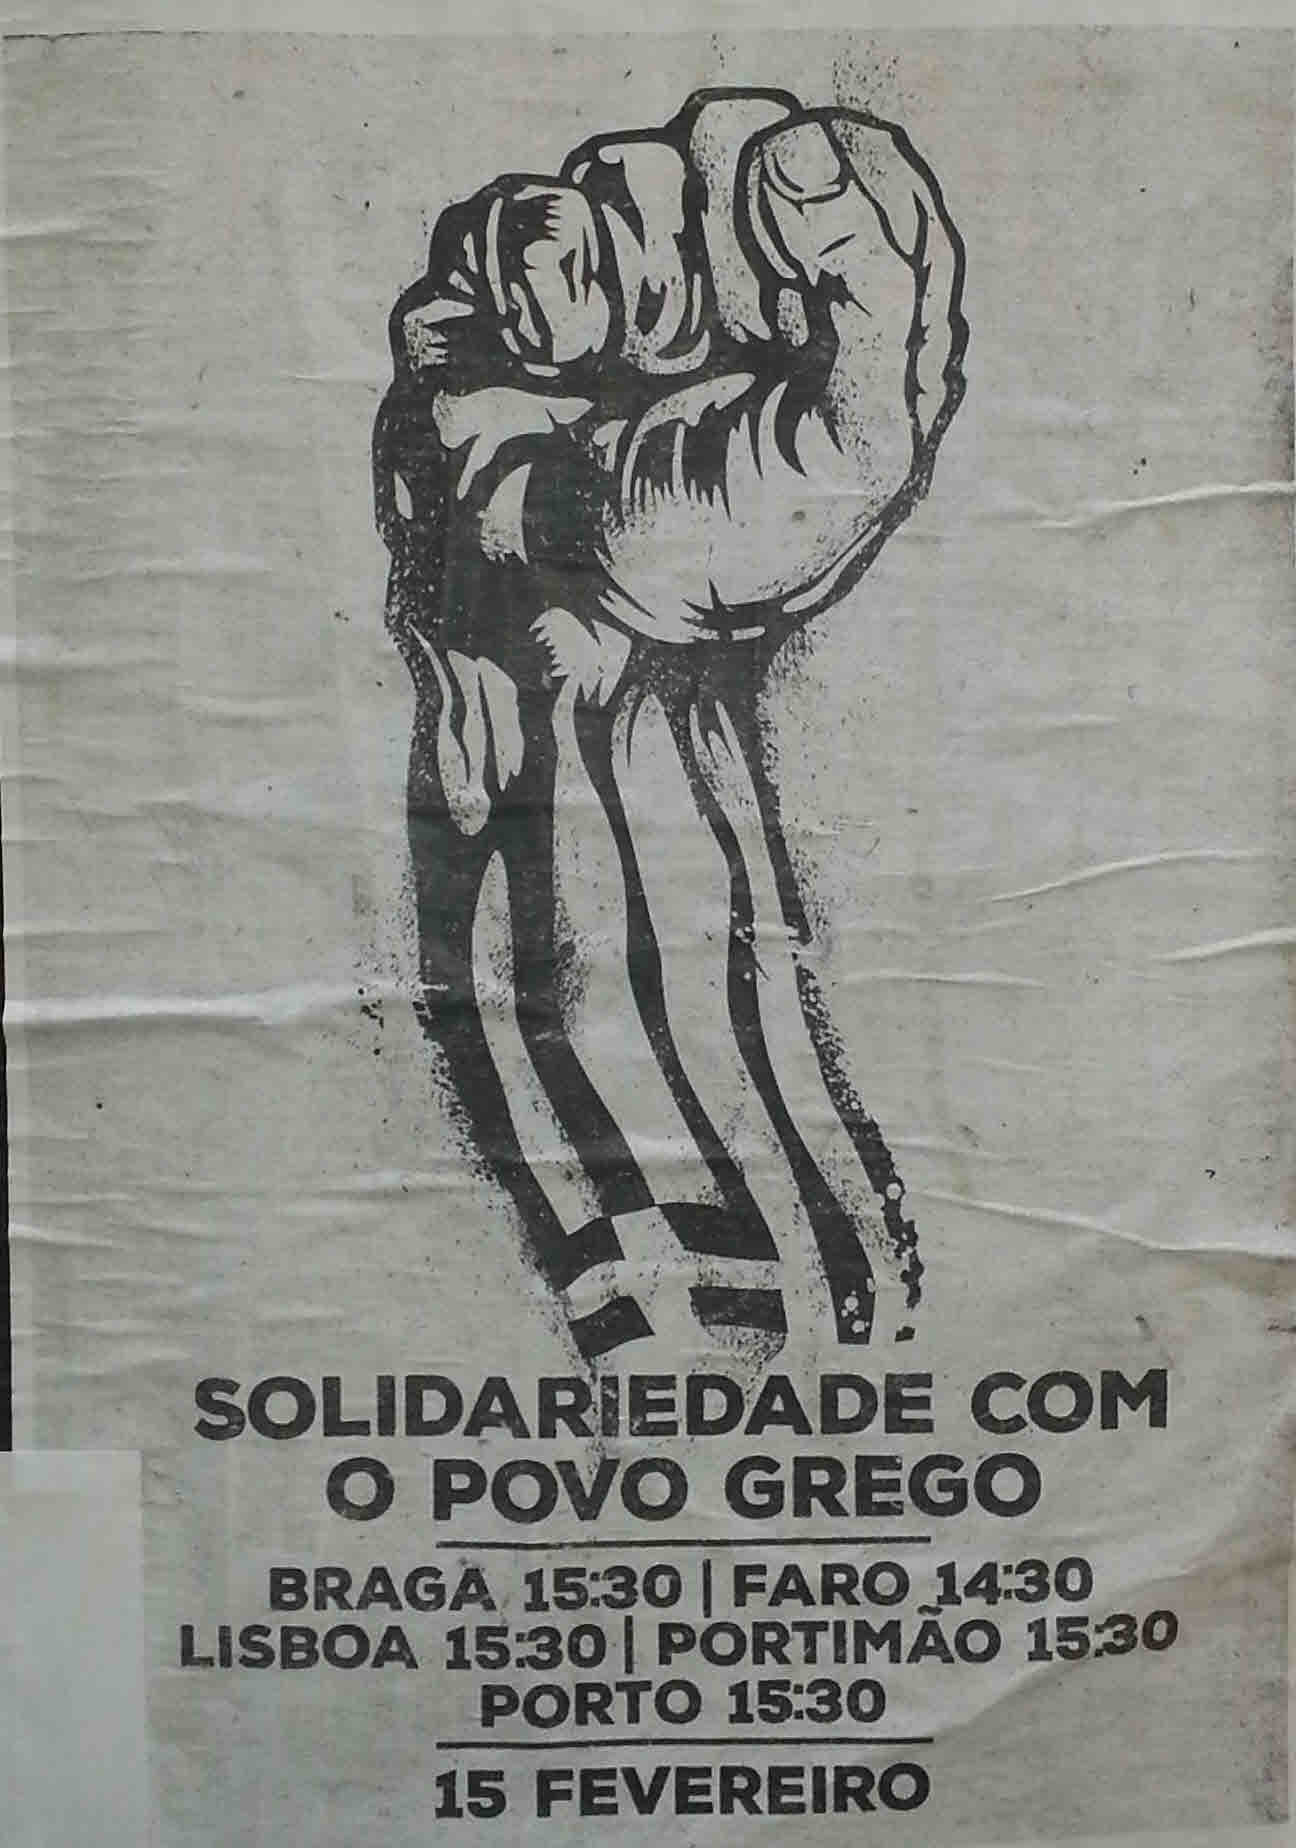 SOLIDARIEDADE COM
O POVO GREGO
BRAGA 15:30 | FARO 14:30
LISBOA 15:30 | PORTIMÃO 15:30
PORTO 15:30
15 FEVEREIRO